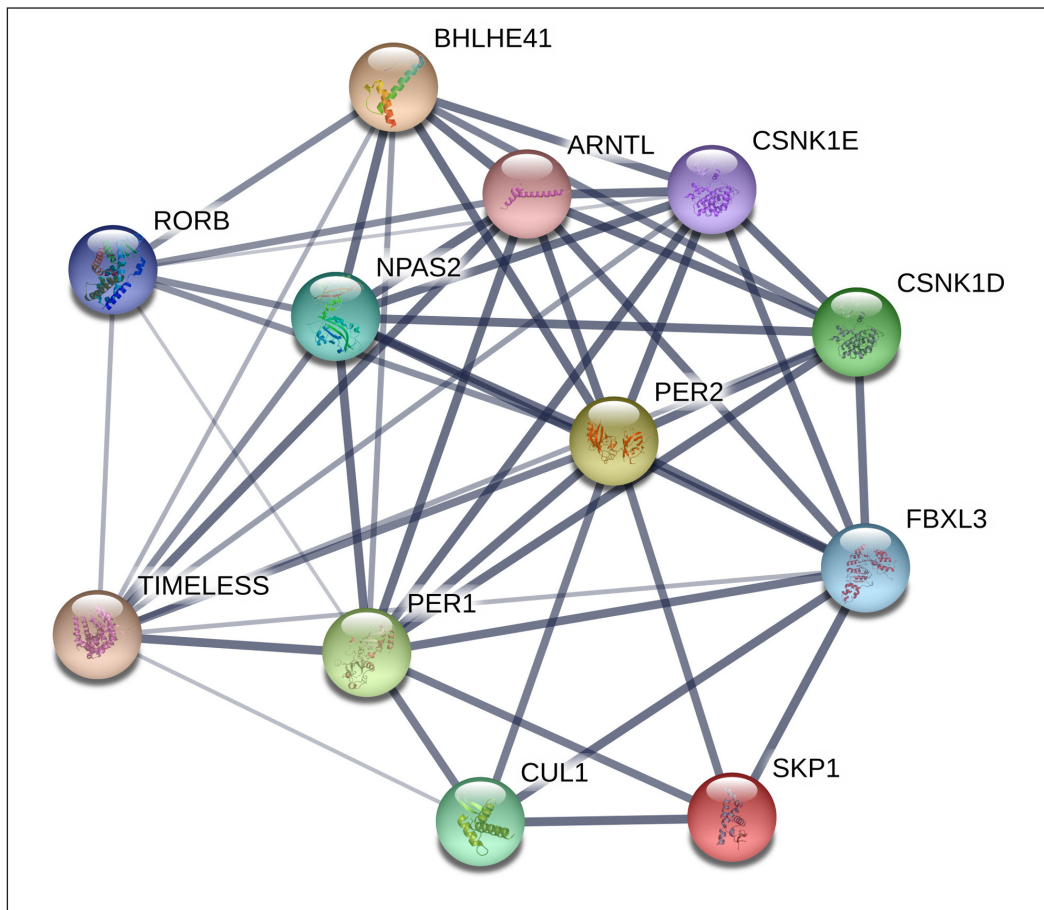 BHLHE41
ARNTL
CSNK1E
RORB
NPAS2
CSNK1D
PER2
FBXL3
TIMELESS
PER1
CUL1
SKP1